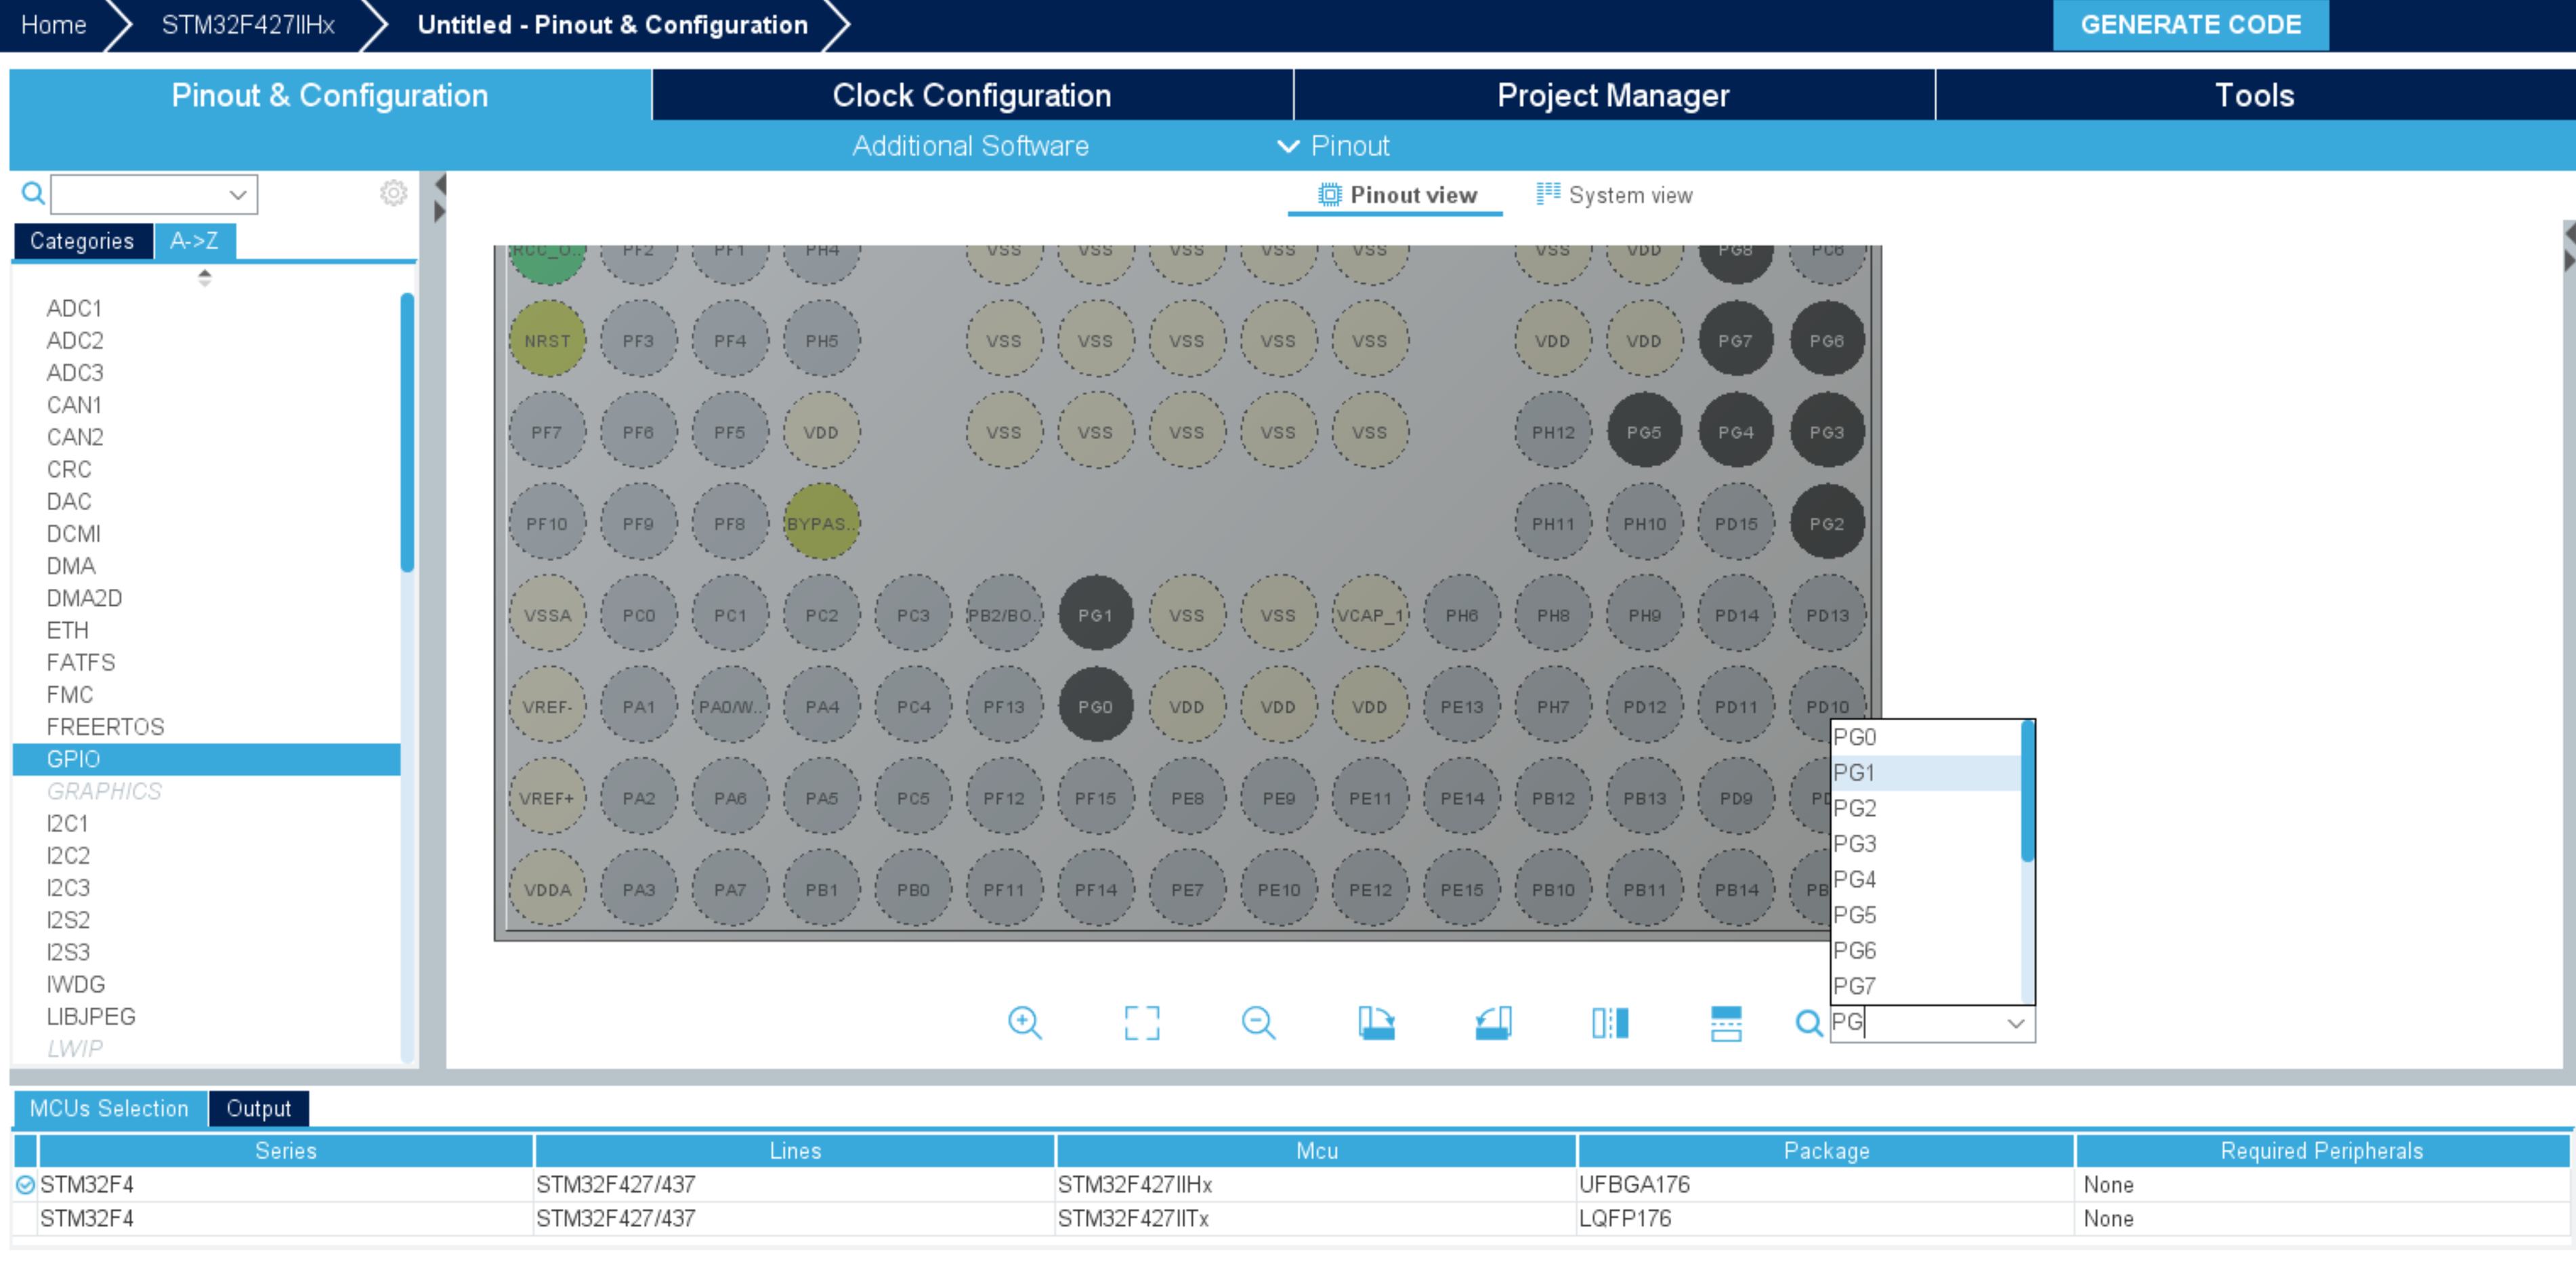 Home STM32F427IIHx Untitled - Pinout & Configuration GENERATE CODE
Pinout & Configuration Clock Configuration Project Manager Tools
Additional Software Pinout
Pinout view System view
Categories A->Z
ADC1
ADC2
ADC3
CAN1
CAN2
CRC
DAC
DCMI
DMA
DMA2D
ETH
FATFS
FMC
FREERTOS
GPIO
GRAPHICS
I2C1
I2C2
I2C3
I2S2
I2S3
IWDG
LIBJPEG
LWIP
RCC_O.. PF2 PF1 PH4 VSS VSS VSS VSS VSS VSS VDD PG8 PC6
NRST PF3 PF4 PH5 VSS VSS VSS VSS VSS VDD VDD PG7 PG6
PF7 PF6 PF5 VDD VSS VSS VSS VSS VSS PH12 PG5 PG4 PG3
PF10 PF9 PF8 BYPAS.. PH11 PH10 PD15 PG2
VSSA PC0 PC1 PC2 PC3 PB2/BO.. PG1 VSS VSS VCAP_1 PH6 PH8 PH9 PD14 PD13
VREF- PA1 PA0/W.. PA4 PC4 PF13 PG0 VDD VDD VDD PE13 PH7 PD12 PD11 PD10
VREF+ PA2 PA6 PA5 PC5 PF12 PF15 PE8 PE9 PE11 PE14 PB12 PB13 PD9
VDDA PA3 PA7 PB1 PB0 PF11 PF14 PE7 PE10 PE12 PE15 PB10 PB11 PB14
PG0
PG1
PG2
PG3
PG4
PG5
PG6
PG7
PG
MCUs Selection Output
Series Lines Mcu Package Required Peripherals
STM32F4 STM32F427/437 STM32F427IIHx UFBGA176 None
STM32F4 STM32F427/437 STM32F427IITx LQFP176 None